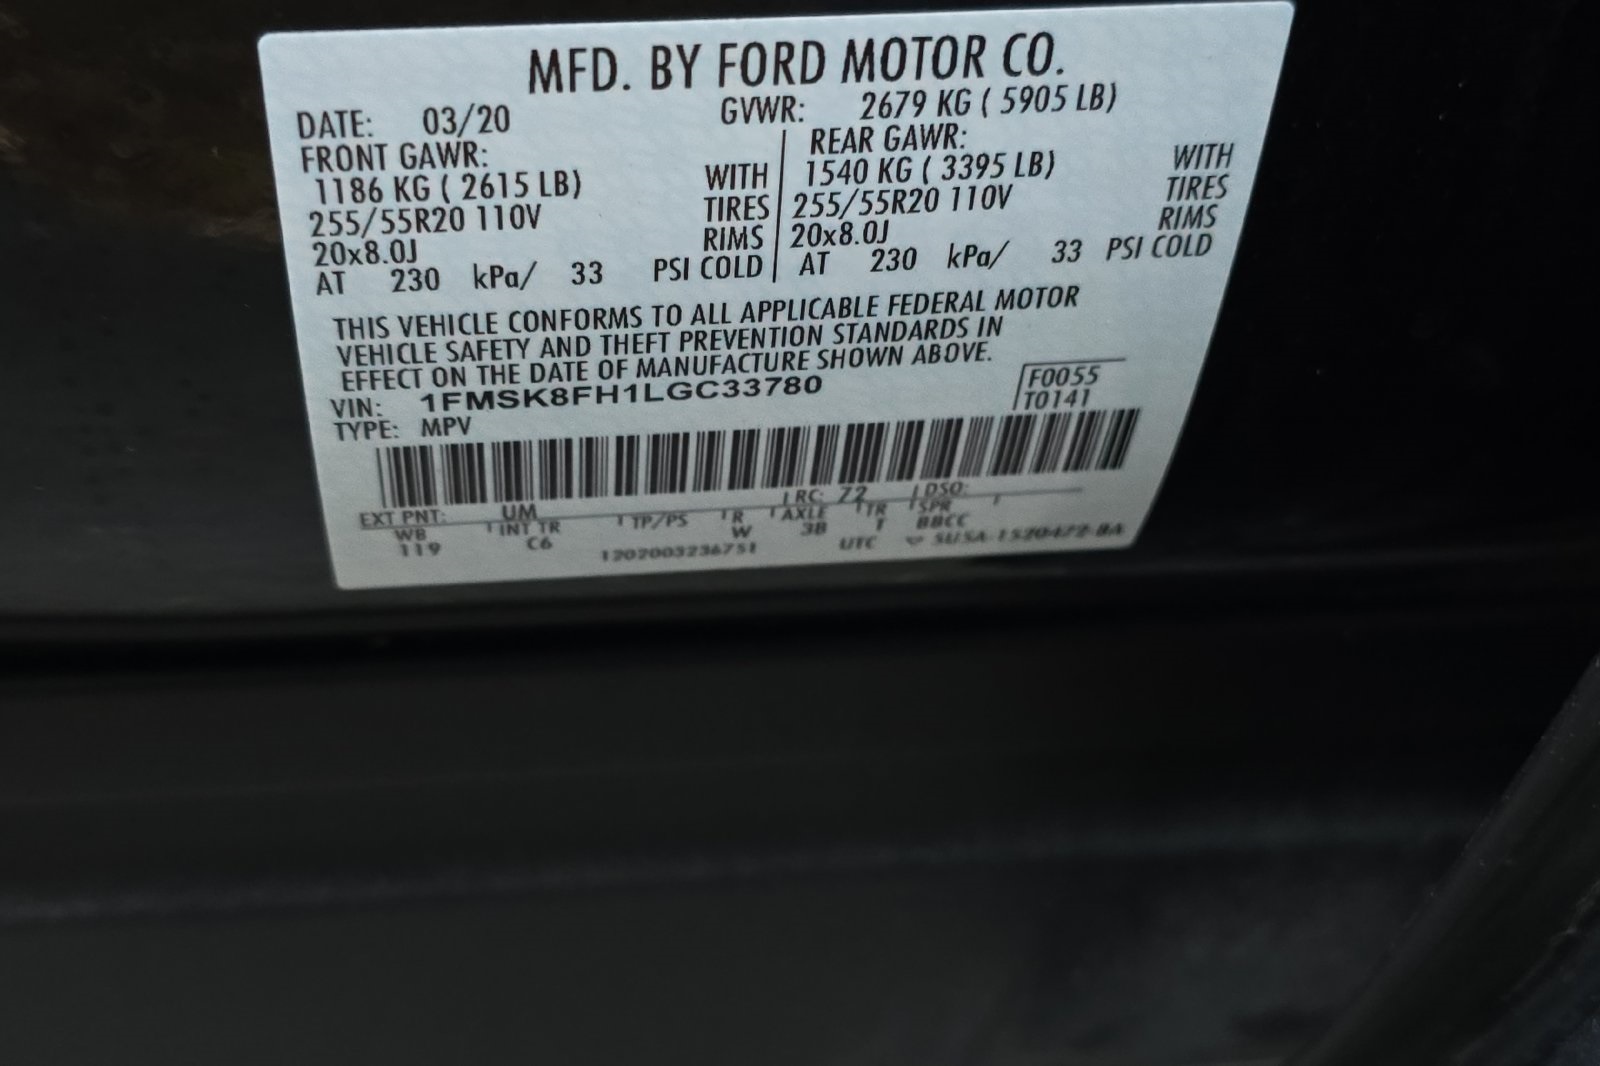 MFD. BY FORD MOTOR CO.
DATE: 03/20 GVWR: 2679 KG ( 5905 LB)
FRONT GAWR: REAR GAWR:
1186 KG ( 2615 LB) WITH 1540 KG ( 3395 LB) WITH
255/55R20 110V TIRES 255/55R20 110V TIRES
20x8.0J RIMS 20x8.0J RIMS
AT 230 kPa/ 33 PSI COLD AT 230 kPa/ 33 PSI COLD
THIS VEHICLE CONFORMS TO ALL APPLICABLE FEDERAL MOTOR
VEHICLE SAFETY AND THEFT PREVENTION STANDARDS IN
EFFECT ON THE DATE OF MANUFACTURE SHOWN ABOVE.
VIN: 1FMSK8FH1LGC33780 F0055
TYPE: MPV T0141
EXT PNT: UM RC: 72 DSO:
WB INT TR TP/PS R AXLE TR SPR
119 C6 W 3B T BBCC
1202003236751 UTC